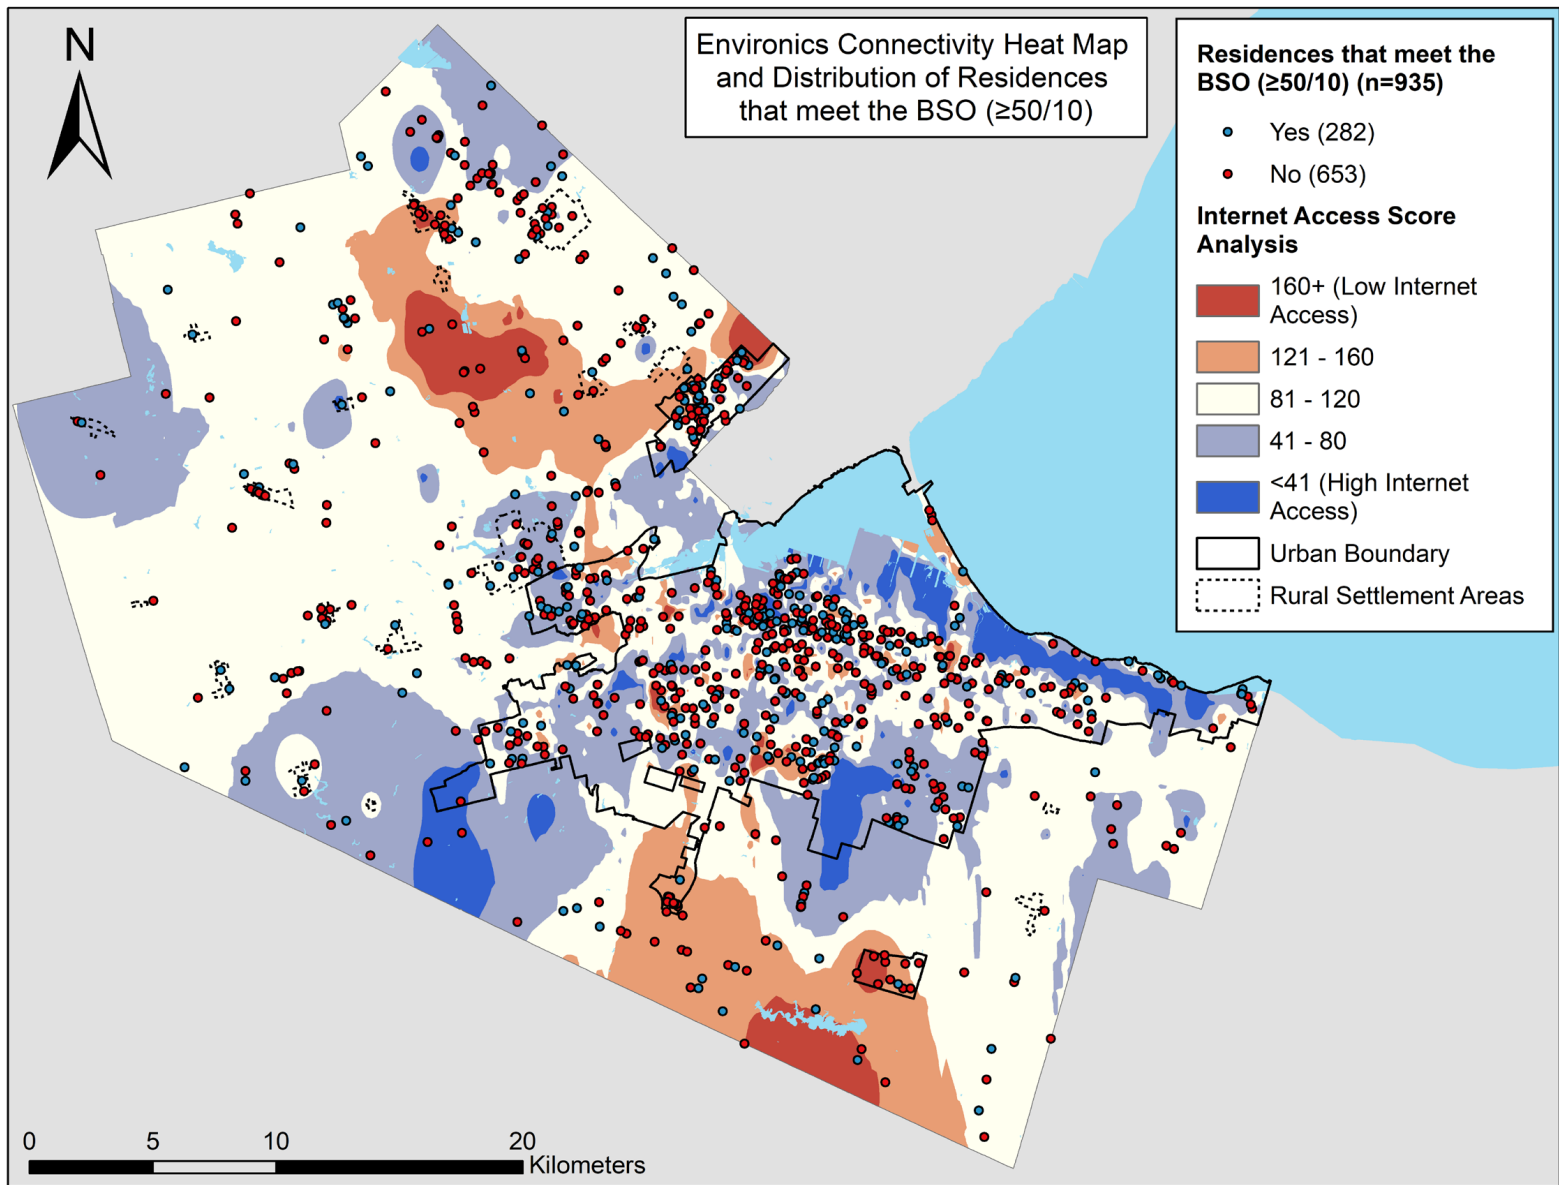 N
Environics Connectivity Heat Map
and Distribution of Residences
that meet the BSO (≥50/10)
Residences that meet the
BSO (≥50/10) (n=935)
Yes (282)
No (653)
Internet Access Score
Analysis
160+ (Low Internet
Access)
121 - 160
81 - 120
41 - 80
<41 (High Internet
Access)
Urban Boundary
Rural Settlement Areas
0 5 10 20
Kilometers